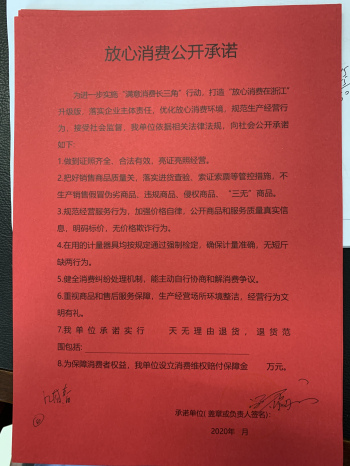 放心消费公开承诺
为进一步实施“满意消费长三角”行动，打造“放心消费在浙江”
升级版，落实企业主体责任，优化放心消费环境，规范生产经营行
为，接受社会监督，我单位依据相关法律法规，向社会公开承诺
如下：
1.做到证照齐全、合法有效，亮证亮照经营。
2.把好销售商品质量关，落实进货查验、索证索票等管控措施，不
生产销售假冒伪劣商品、违规商品、侵权商品、“三无”商品。
3.规范经营服务行为，加强价格自律，公开商品和服务质量真实信
息，明码标价，无价格欺诈行为。
4.在用的计量器具均按规定通过强制检定，确保计量准确，无短斤
缺两行为。
5.健全消费纠纷处理机制，能主动自行协商和解消费争议。
6.重视商品和售后服务保障，生产经营场所环境整洁，经营行为文
明有礼。
7.我单位承诺实行 天无理由退货，退货范
围包括：
8.为保障消费者权益，我单位设立消费维权赔付保障金 万元。
承诺单位( 盖章或负责人签名)：
2020年 月